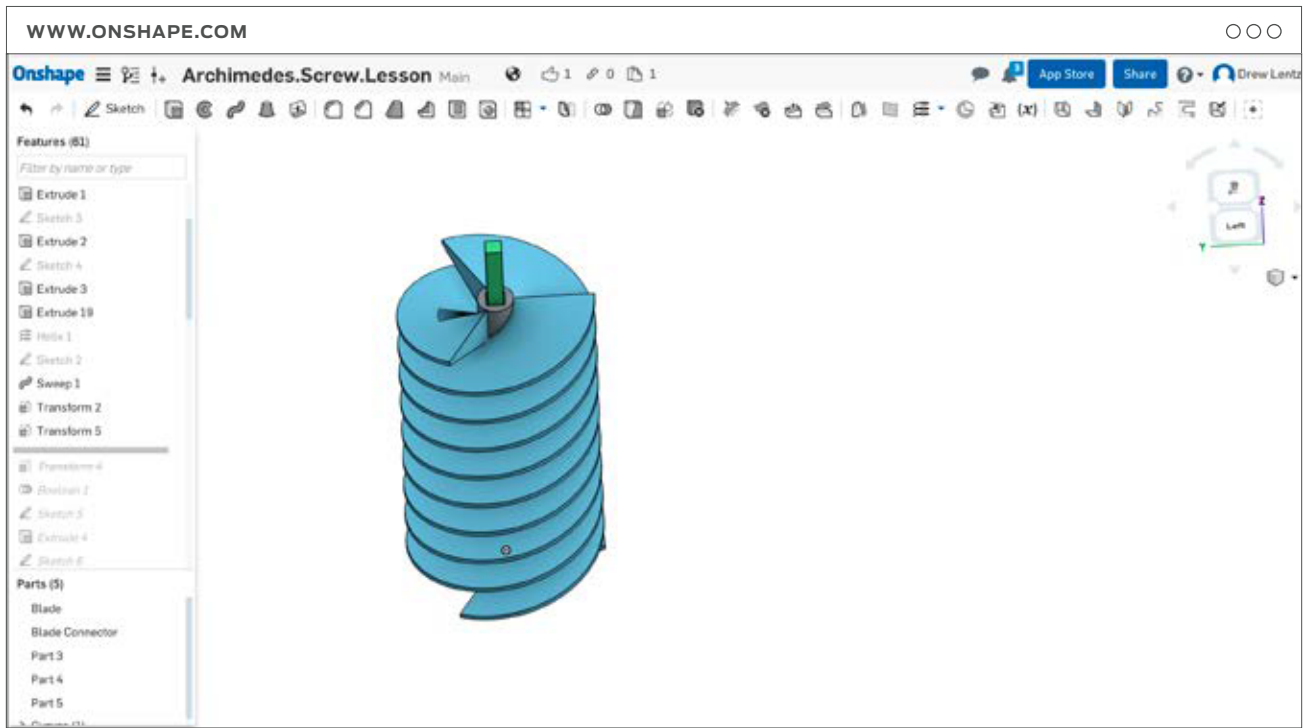 WWW.ONSHAPE.COM
Onshape Archimedes.Screw.Lesson Main 1 0 1 App Store Share Drew Lentz
Sketch (x)
Features (61)
Filter by name or type
Extrude 1
Sketch 3
Extrude 2
Sketch 4
Extrude 3
Extrude 19
Helix 1
Sketch 2
Sweep 1
Transform 2
Transform 5
Transform 4
Boolean 2
Sketch 5
Extrude 4
Sketch 6
Parts (5)
Blade
Blade Connector
Part 3
Part 4
Part 5
Z
Left
Y